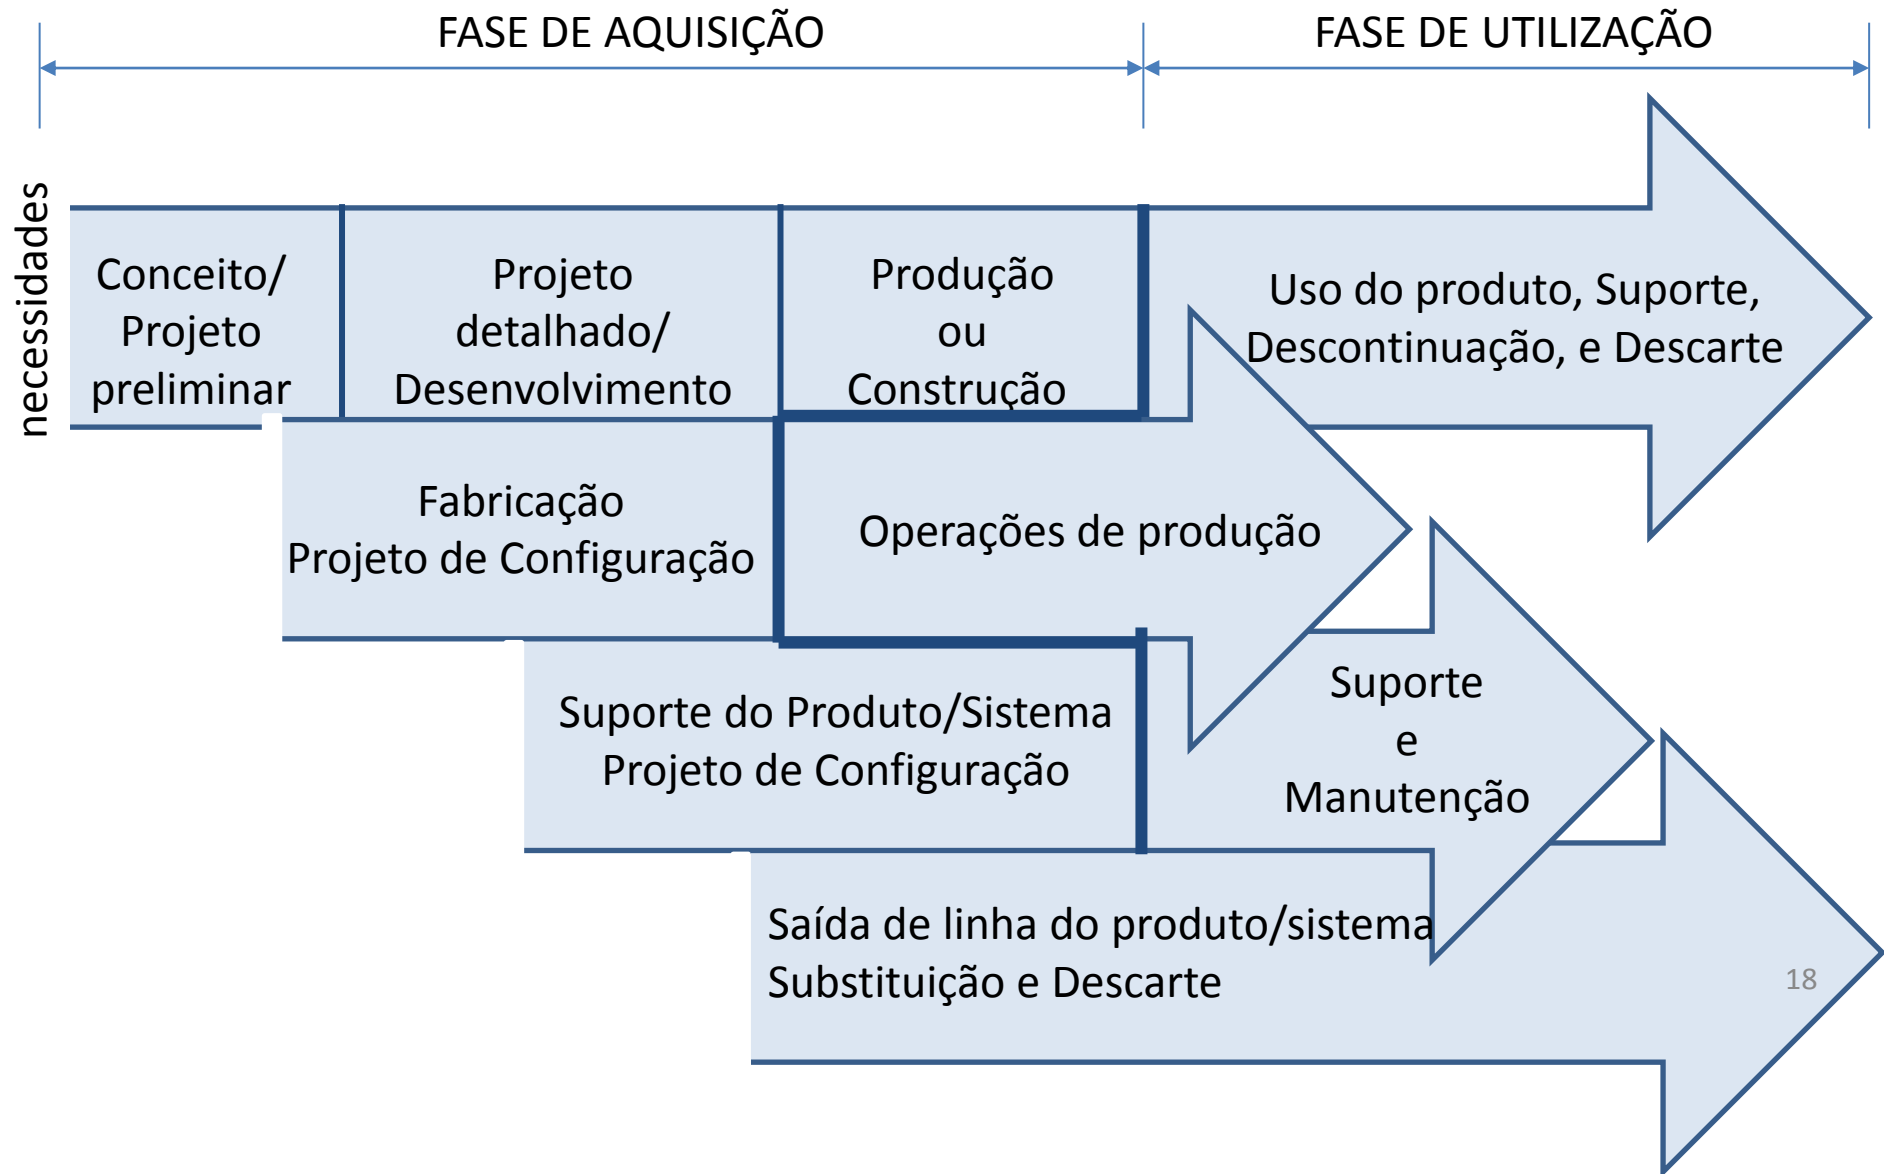 FASE DE AQUISIÇÃO
FASE DE UTILIZAÇÃO
necessidades
Conceito/
Projeto
preliminar
Projeto
detalhado/
Desenvolvimento
Produção
ou
Construção
Uso do produto, Suporte,
Descontinuação, e Descarte
Fabricação
Projeto de Configuração
Operações de produção
Suporte do Produto/Sistema
Projeto de Configuração
Suporte
e
Manutenção
Saída de linha do produto/sistema
Substituição e Descarte
18